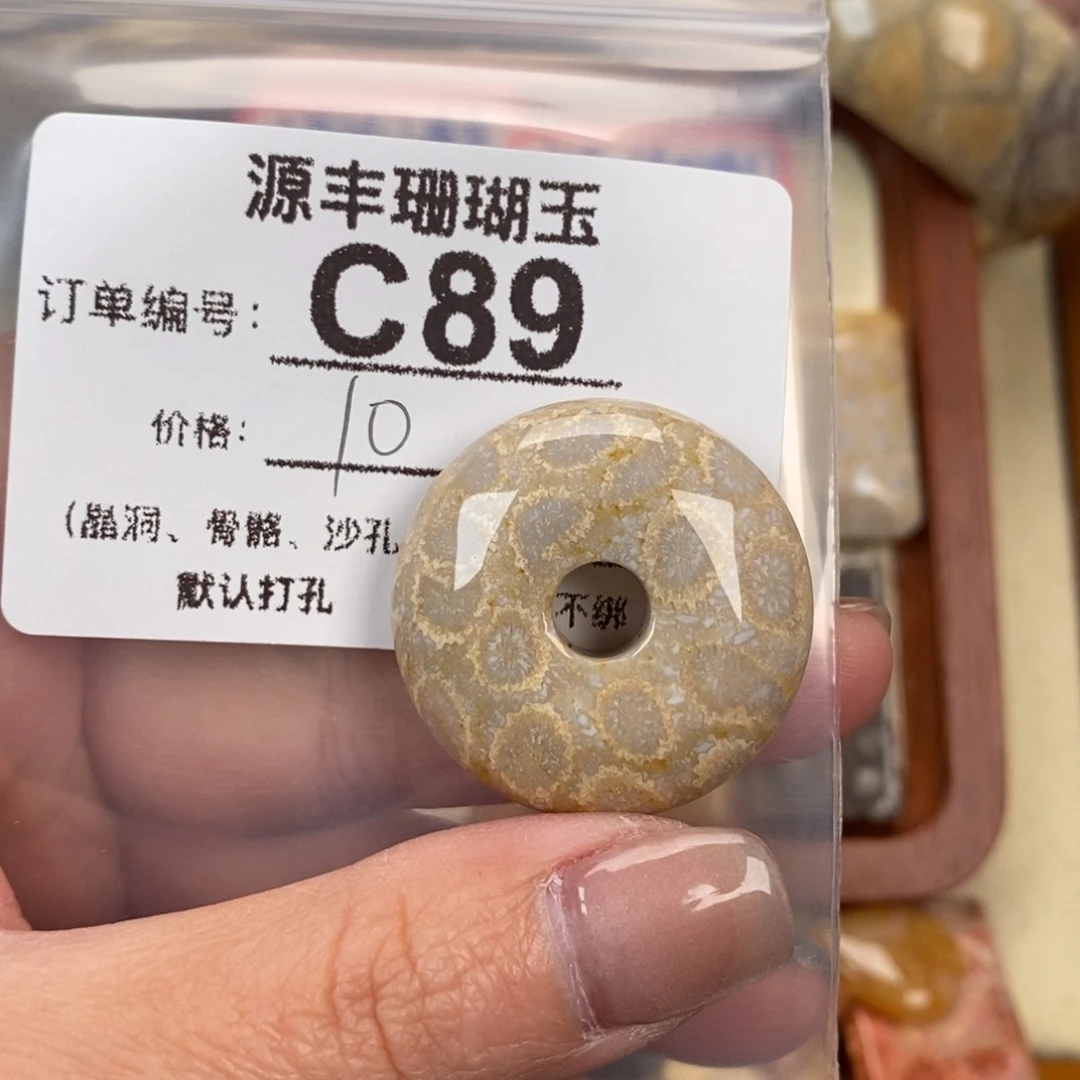 源丰珊瑚玉
订单编号：C89
价格：10
（晶洞、骨骼、沙孔
不绑
默认打孔